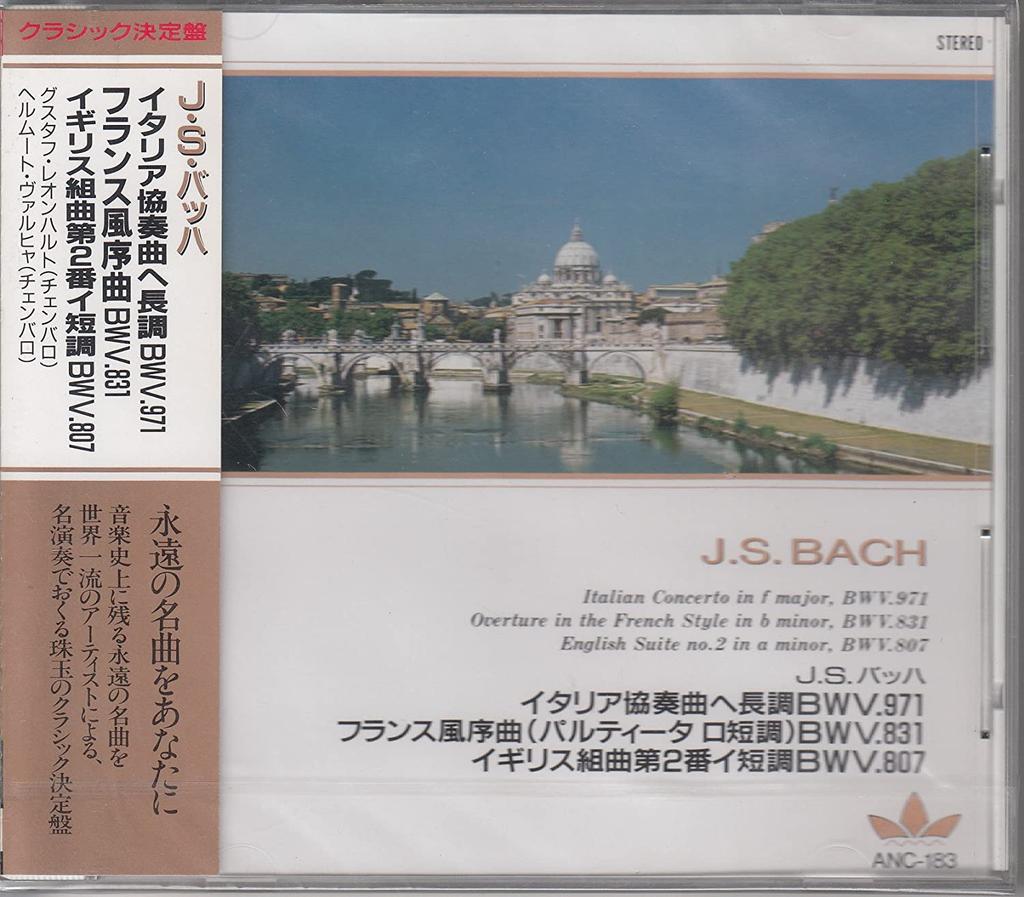 クラシック決定盤
J・S・バッハ
イタリア協奏曲ヘ長調BWV.971
フランス風序曲BWV.831
イギリス組曲第2番イ短調BWV.807
グスタフ・レオンハルト(チェンバロ)
ヘルムート・ヴァルヒャ(チェンバロ)
永遠の名曲をあなたに
音楽史上に残る永遠の名曲を
世界一流のアーティストによる、
名演奏でおくる珠玉のクラシック決定盤
STEREO
J.S.BACH
Italian Concerto in f major, BWV.971
Overture in the French Style in b minor, BWV.831
English Suite no.2 in a minor, BWV.807
J.S.バッハ
イタリア協奏曲ヘ長調BWV.971
フランス風序曲(パルティータ ロ短調)BWV.831
イギリス組曲第2番イ短調BWV.807
ANC-183